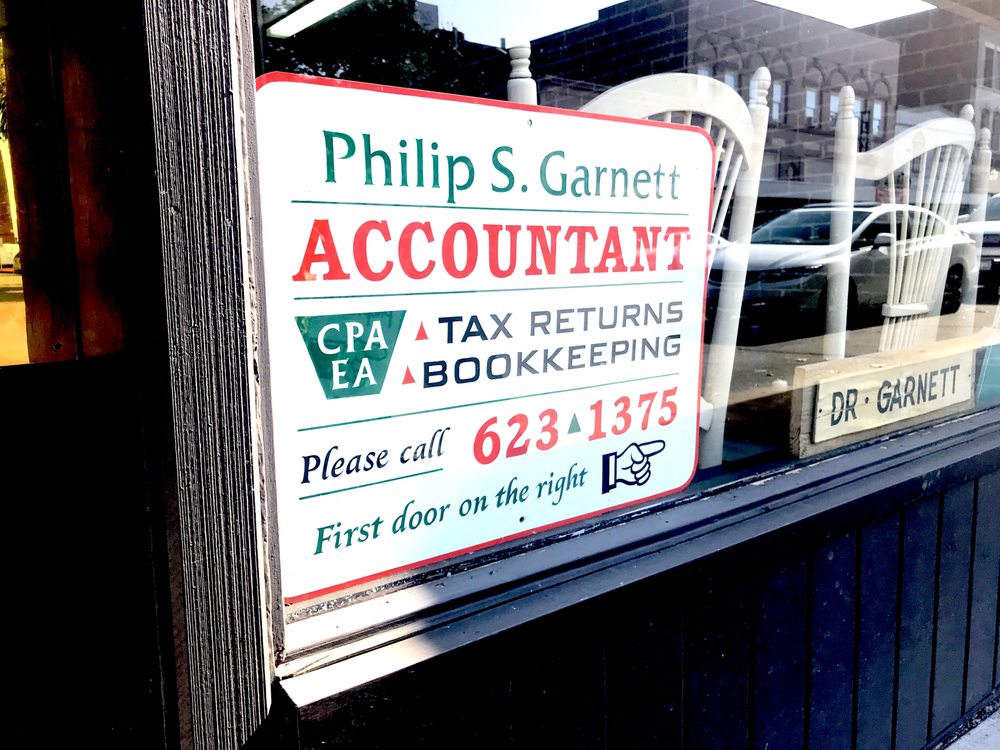 Philip S. Garnett
ACCOUNTANT
CPA
EA
▲ TAX RETURNS
▲ BOOKKEEPING
Please call 623▲1375
First door on the right
DR · GARNETT